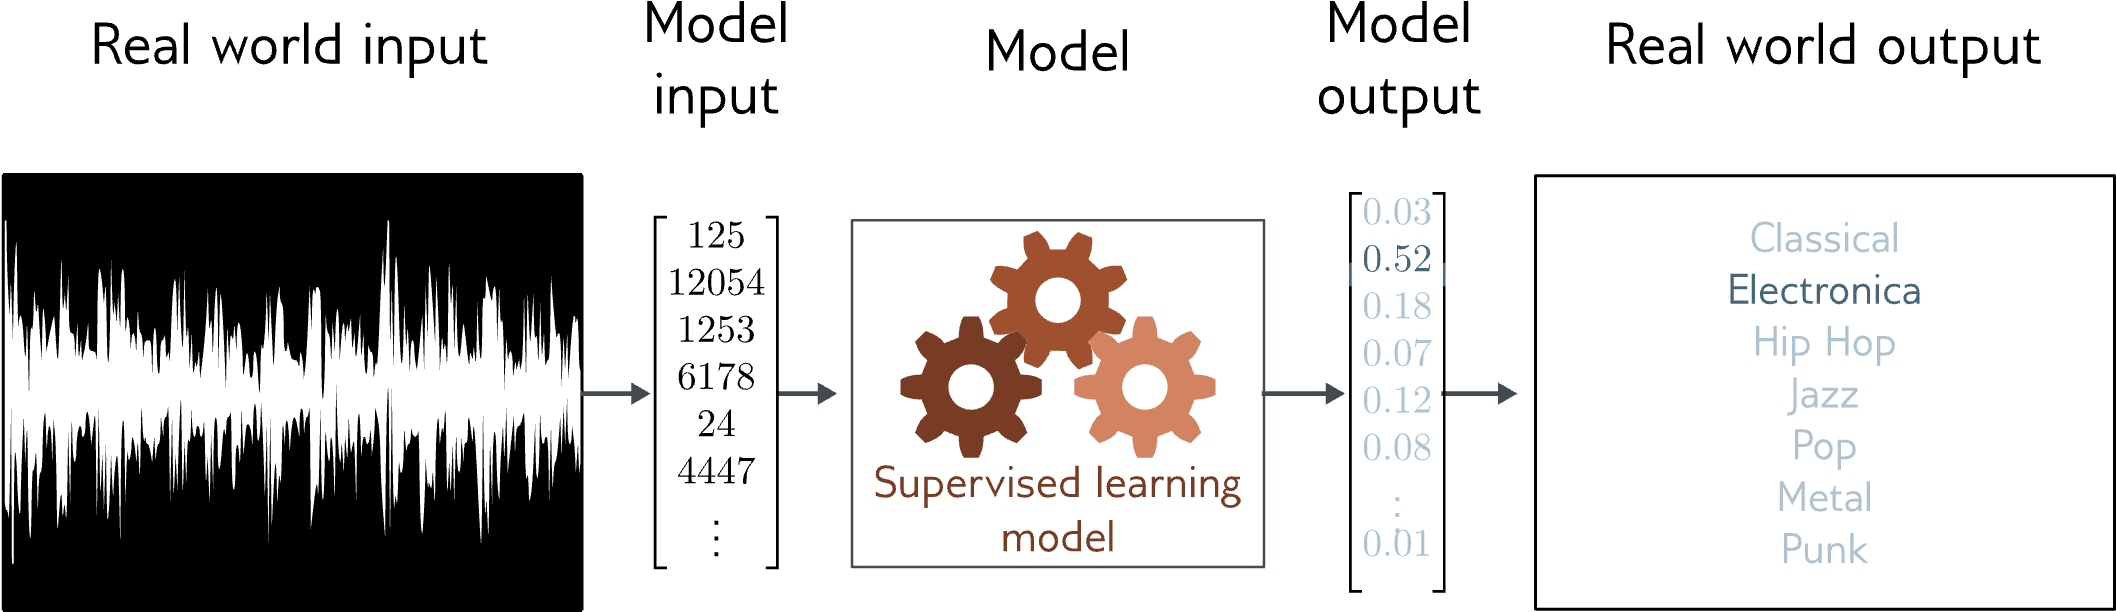 Real world input
Model
input
Model
Model
output
Real world output
125
12054
1253
6178
24
4447
⋮
Supervised learning
model
0.03
0.52
0.18
0.07
0.12
0.08
⋮
0.01
Classical
Electronica
Hip Hop
Jazz
Pop
Metal
Punk